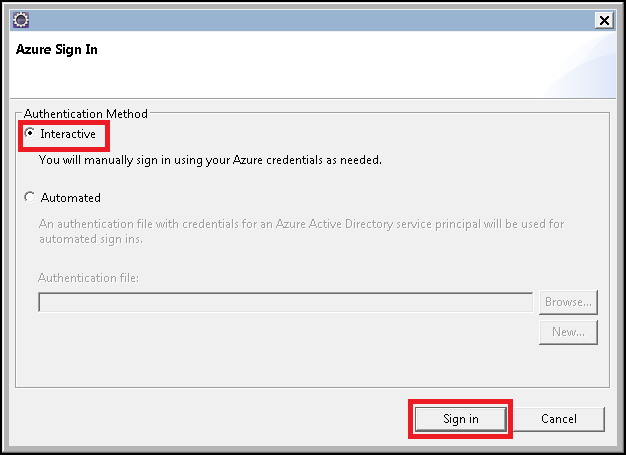 Azure Sign In
Authentication Method
Interactive
You will manually sign in using your Azure credentials as needed.
Automated
An authentication file with credentials for an Azure Active Directory service principal will be used for
automated sign ins.
Authentication file:
Browse...
New...
Sign in
Cancel